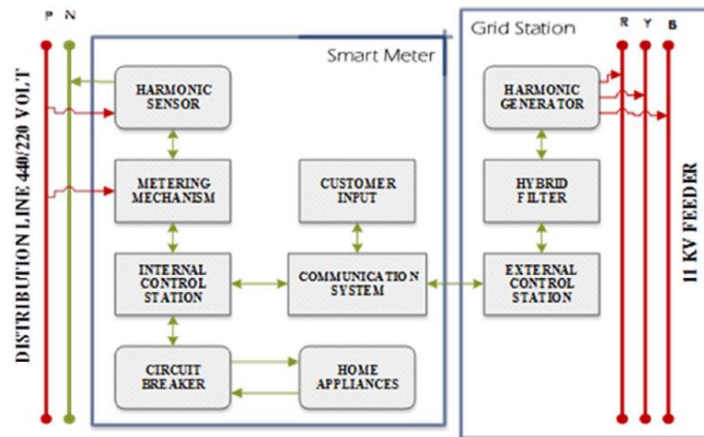 P N
R Y B
Smart Meter
Grid Station
HARMONIC
SENSOR
HARMONIC
GENERATOR
METERING
MECHANISM
CUSTOMER
INPUT
HYBRID
FILTER
INTERNAL
CONTROL
STATION
COMMUNICATION
SYSTEM
EXTERNAL
CONTROL
STATION
CIRCUIT
BREAKER
HOME
APPLIANCES
DISTRIBUTION LINE 440/220 VOLT
11 KV FEEDER